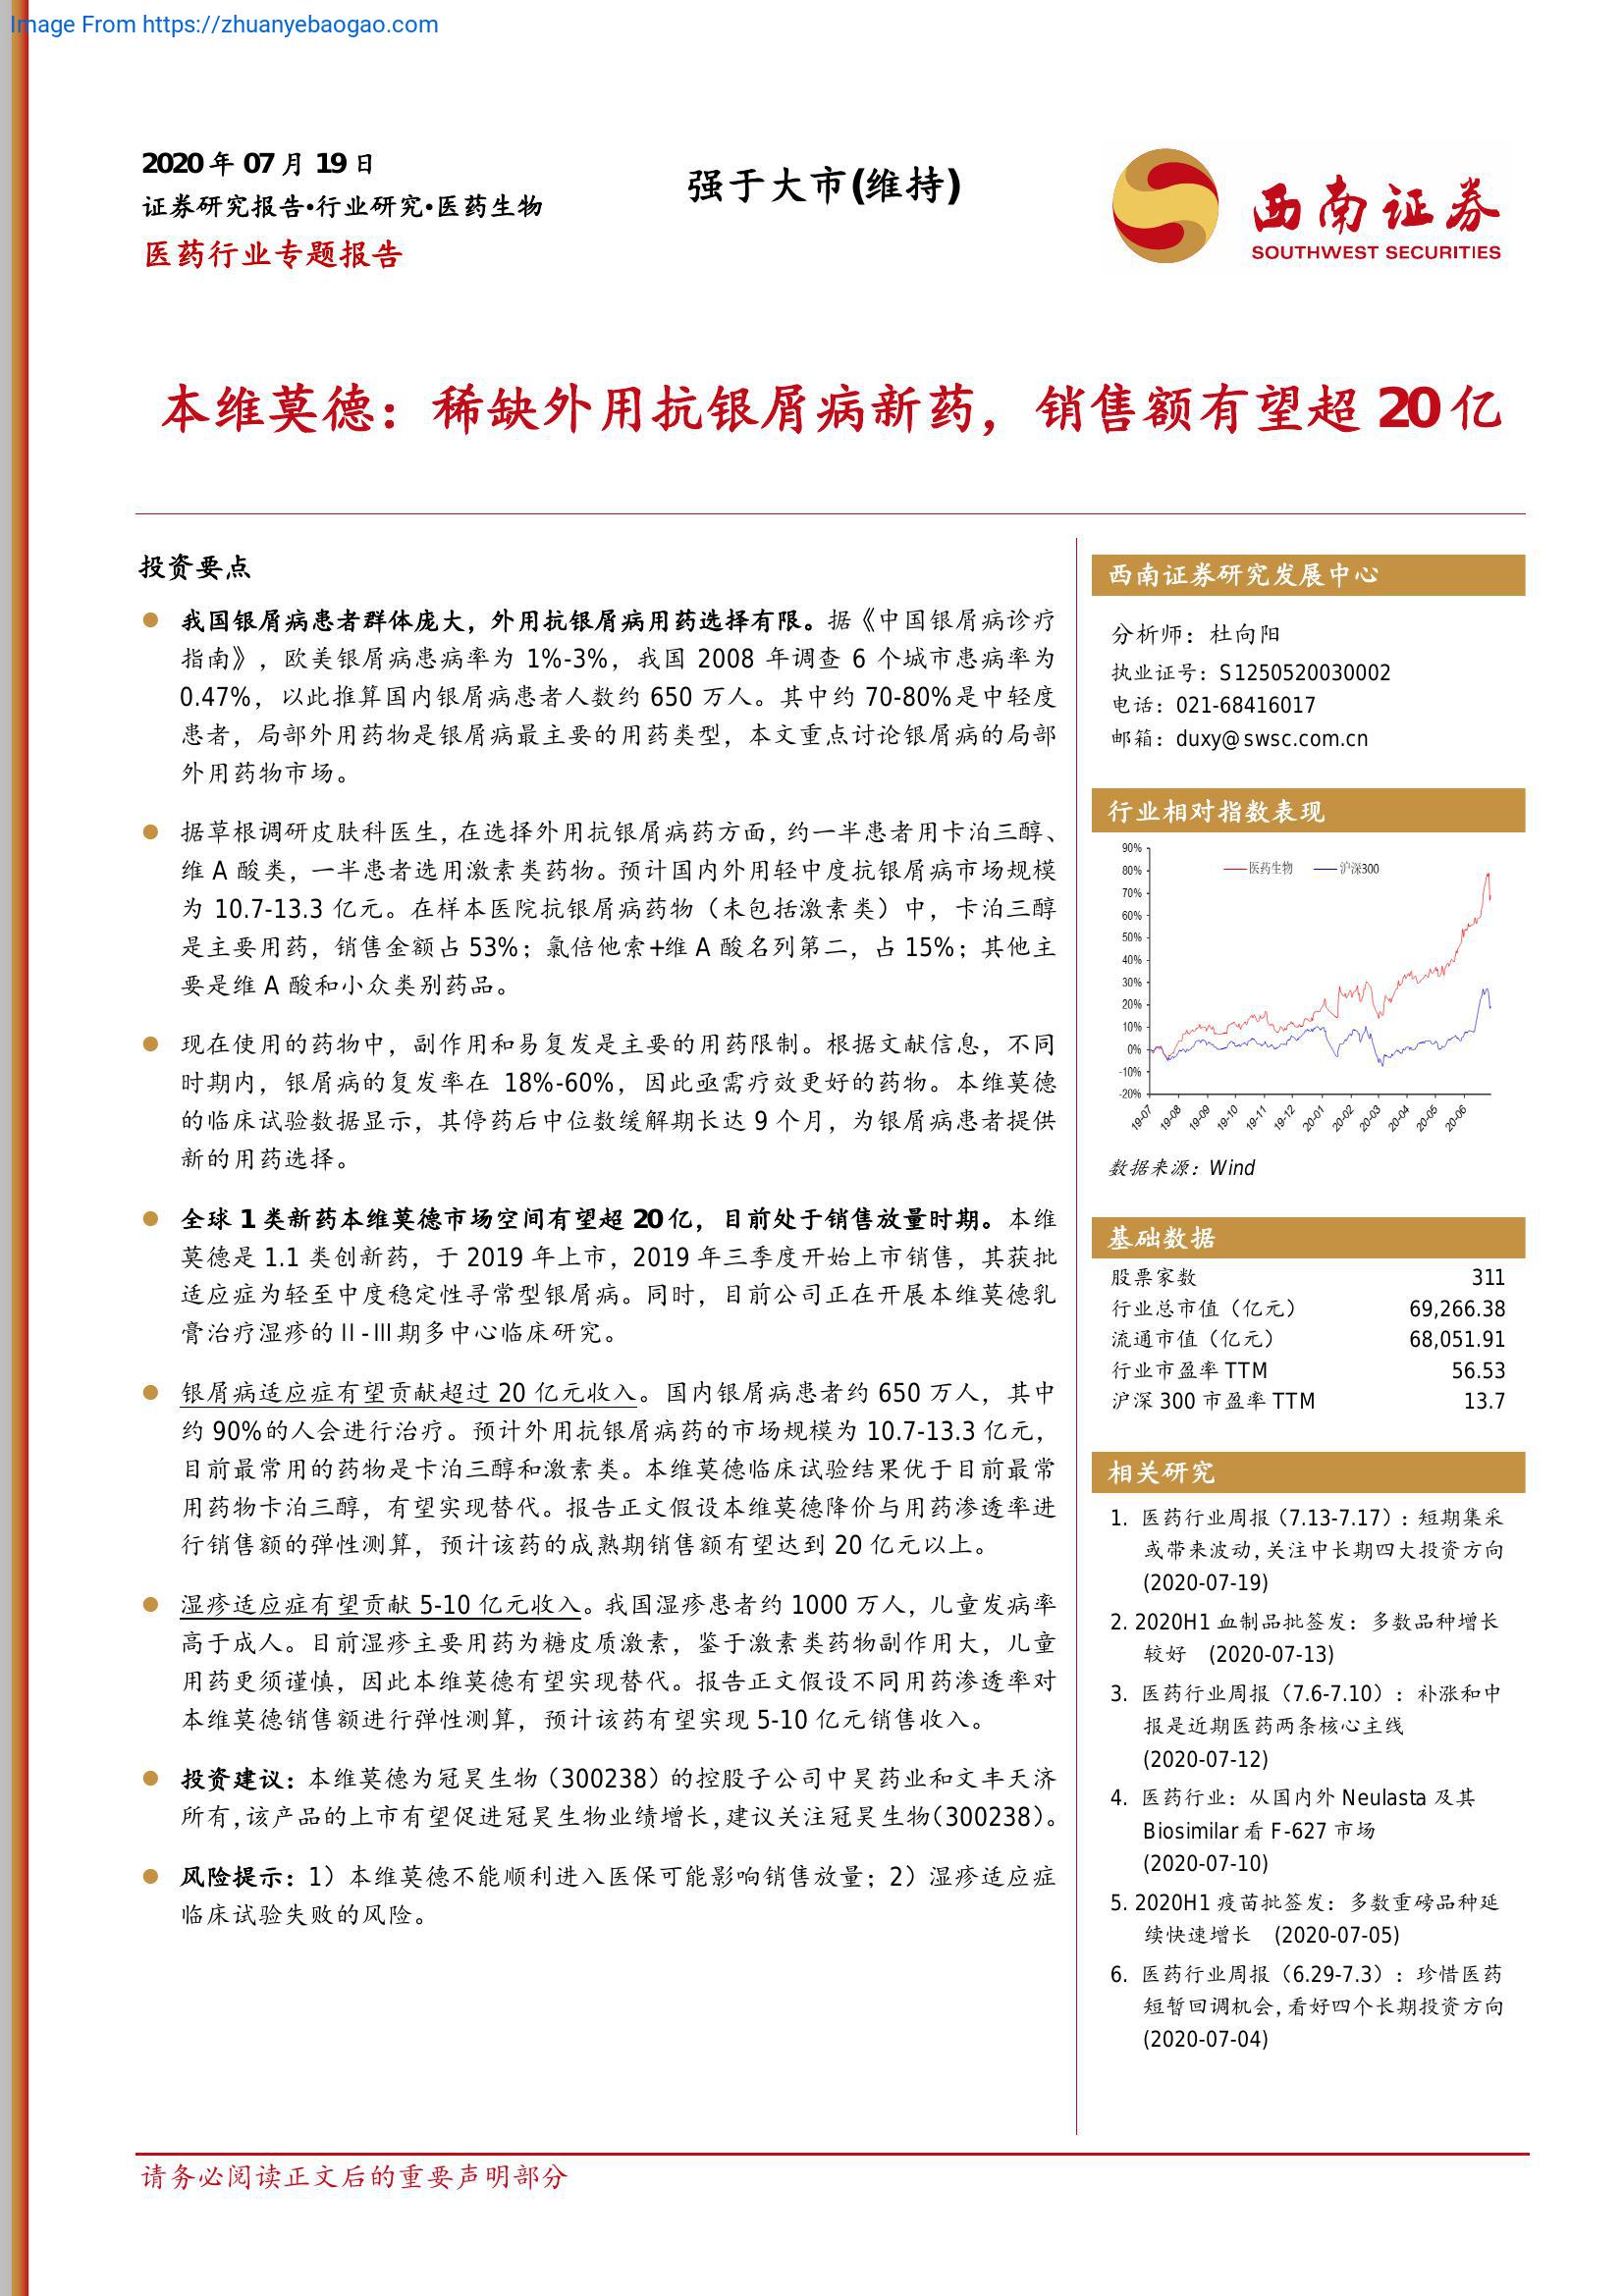 Image From https://zhuanyebaogao.com
2020 年 07 月 19 日
证券研究报告•行业研究•医药生物
医药行业专题报告
强于大市(维持)
西南证券
SOUTHWEST SECURITIES
本维莫德：稀缺外用抗银屑病新药，销售额有望超 20 亿
投资要点
我国银屑病患者群体庞大，外用抗银屑病用药选择有限。据《中国银屑病诊疗
指南》，欧美银屑病患病率为 1%-3%，我国 2008 年调查 6 个城市患病率为
0.47%，以此推算国内银屑病患者人数约 650 万人。其中约 70-80%是中轻度
患者，局部外用药物是银屑病最主要的用药类型，本文重点讨论银屑病的局部
外用药物市场。
据草根调研皮肤科医生，在选择外用抗银屑病药方面，约一半患者用卡泊三醇、
维 A 酸类，一半患者选用激素类药物。预计国内外用轻中度抗银屑病市场规模
为 10.7-13.3 亿元。在样本医院抗银屑病药物（未包括激素类）中，卡泊三醇
是主要用药，销售金额占 53%；氯倍他索+维 A 酸名列第二，占 15%；其他主
要是维 A 酸和小众类别药品。
现在使用的药物中，副作用和易复发是主要的用药限制。根据文献信息，不同
时期内，银屑病的复发率在 18%-60%，因此亟需疗效更好的药物。本维莫德
的临床试验数据显示，其停药后中位数缓解期长达 9 个月，为银屑病患者提供
新的用药选择。
全球 1 类新药本维莫德市场空间有望超 20 亿，目前处于销售放量时期。本维
莫德是 1.1 类创新药，于 2019 年上市，2019 年三季度开始上市销售，其获批
适应症为轻至中度稳定性寻常型银屑病。同时，目前公司正在开展本维莫德乳
膏治疗湿疹的 II-III期多中心临床研究。
银屑病适应症有望贡献超过 20 亿元收入。国内银屑病患者约 650 万人，其中
约 90%的人会进行治疗。预计外用抗银屑病药的市场规模为 10.7-13.3 亿元，
目前最常用的药物是卡泊三醇和激素类。本维莫德临床试验结果优于目前最常
用药物卡泊三醇，有望实现替代。报告正文假设本维莫德降价与用药渗透率进
行销售额的弹性测算，预计该药的成熟期销售额有望达到 20 亿元以上。
湿疹适应症有望贡献 5-10 亿元收入。我国湿疹患者约 1000 万人，儿童发病率
高于成人。目前湿疹主要用药为糖皮质激素，鉴于激素类药物副作用大，儿童
用药更须谨慎，因此本维莫德有望实现替代。报告正文假设不同用药渗透率对
本维莫德销售额进行弹性测算，预计该药有望实现 5-10 亿元销售收入。
投资建议：本维莫德为冠昊生物（300238）的控股子公司中昊药业和文丰天济
所有，该产品的上市有望促进冠昊生物业绩增长，建议关注冠昊生物（300238）。
风险提示：1）本维莫德不能顺利进入医保可能影响销售放量；2）湿疹适应症
临床试验失败的风险。
西南证券研究发展中心
分析师：杜向阳
执业证号：S1250520030002
电话：021-68416017
邮箱：duxy@swsc.com.cn
行业相对指数表现
医药生物 沪深300
90%
80%
70%
60%
50%
40%
30%
20%
10%
0%
-10%
-20%
19-07 19-08 19-09 19-10 19-11 19-12 20-01 20-02 20-03 20-04 20-05 20-06
数据来源：Wind
基础数据
股票家数 311
行业总市值（亿元） 69,266.38
流通市值（亿元） 68,051.91
行业市盈率 TTM 56.53
沪深 300 市盈率 TTM 13.7
相关研究
1. 医药行业周报（7.13-7.17）：短期集采
或带来波动，关注中长期四大投资方向
(2020-07-19)
2. 2020H1 血制品批签发：多数品种增长
较好 (2020-07-13)
3. 医药行业周报（7.6-7.10）：补涨和中
报是近期医药两条核心主线
(2020-07-12)
4. 医药行业：从国内外 Neulasta 及其
Biosimilar 看 F-627 市场
(2020-07-10)
5. 2020H1 疫苗批签发：多数重磅品种延
续快速增长 (2020-07-05)
6. 医药行业周报（6.29-7.3）：珍惜医药
短暂回调机会，看好四个长期投资方向
(2020-07-04)
请务必阅读正文后的重要声明部分